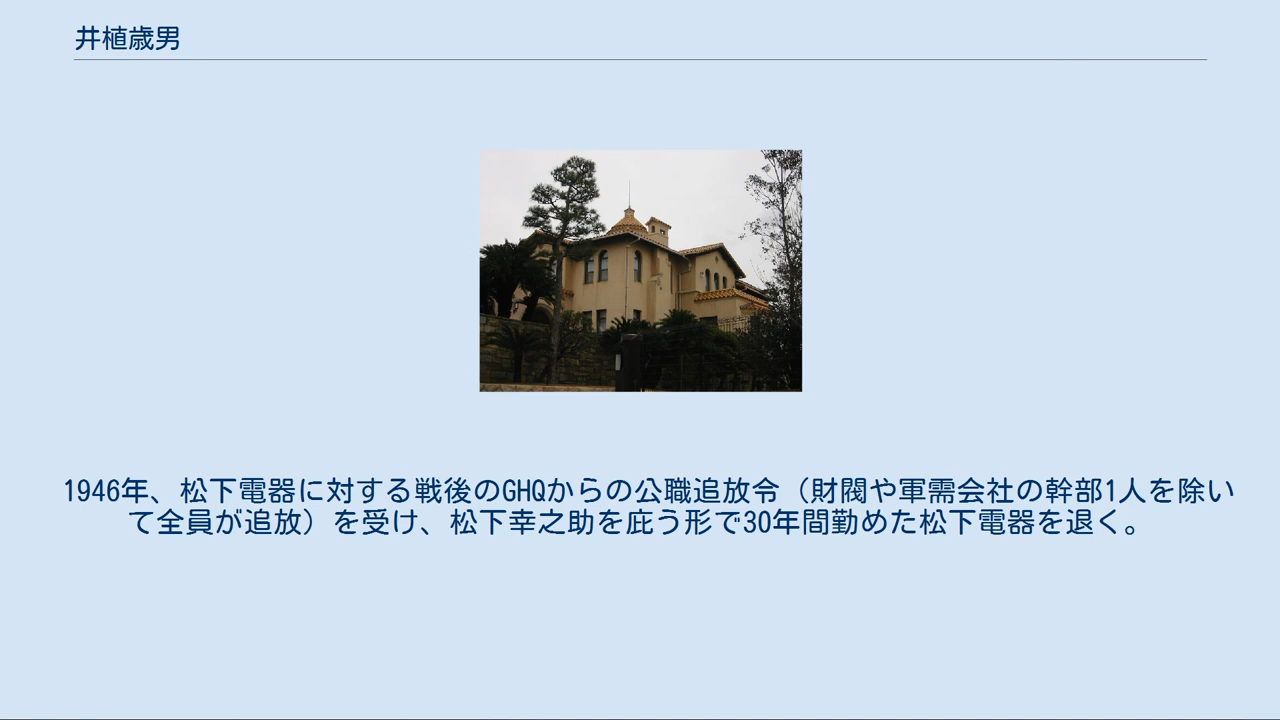 井植歳男
1946年、松下電器に対する戦後のGHQからの公職追放令（財閥や軍需会社の幹部1人を除い
て全員が追放）を受け、松下幸之助を庇う形で30年間勤めた松下電器を退く。